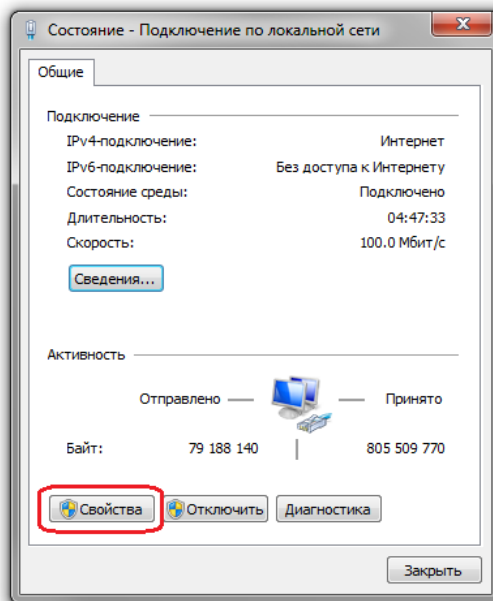 Состояние - Подключение по локальной сети
Общие
Подключение
IPv4-подключение: Интернет
IPv6-подключение: Без доступа к Интернету
Состояние среды: Подключено
Длительность: 04:47:33
Скорость: 100.0 Мбит/с
Сведения...
Активность
Отправлено — — Принято
Байт: 79 188 140 | 805 509 770
Свойства Отключить Диагностика
Закрыть